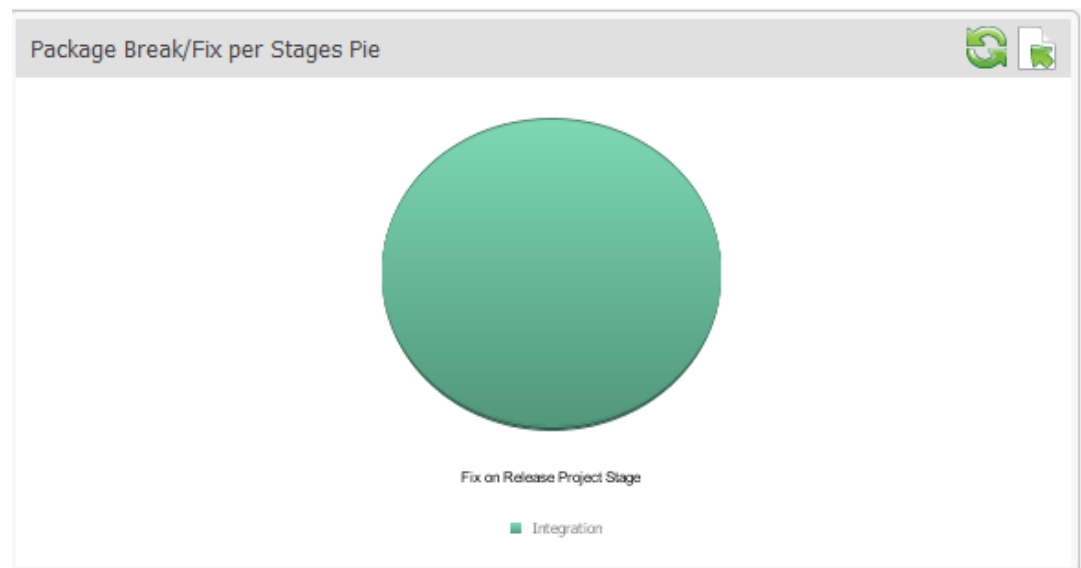 Package Break/Fix per Stages Pie
Fix on Release Project Stage
Integration